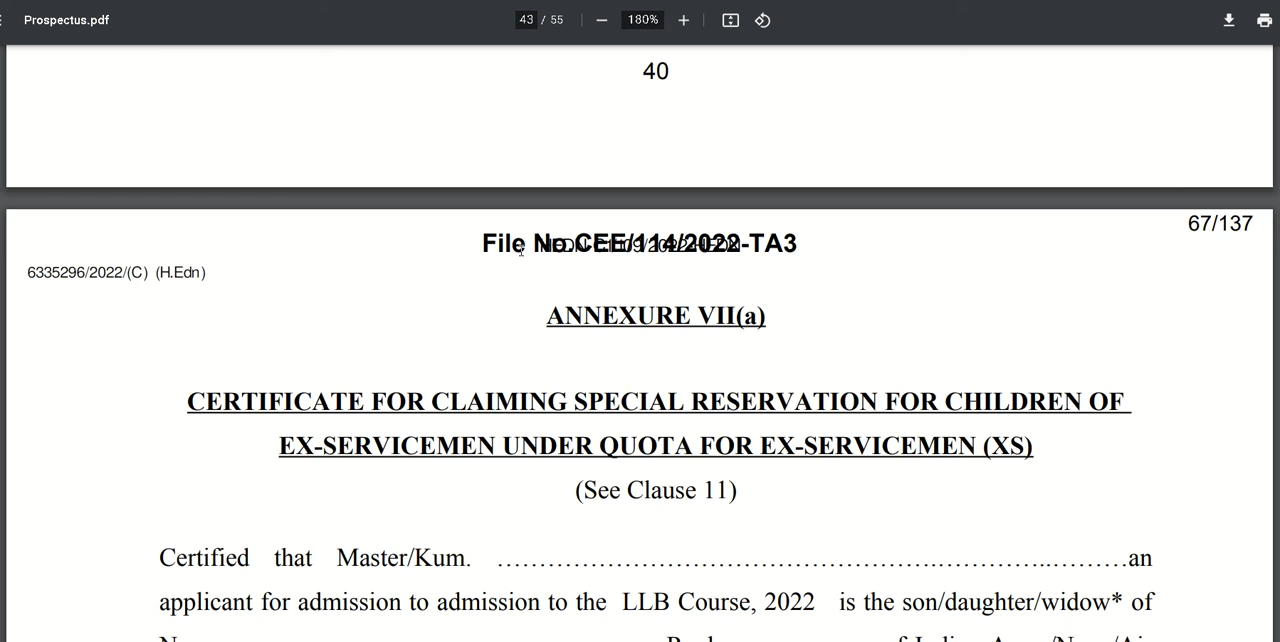 Prospectus.pdf 43 / 55 180%
40
67/137
File No.CEE/114/2022-TA3
6335296/2022/(C) (H.Edn)
ANNEXURE VII(a)
CERTIFICATE FOR CLAIMING SPECIAL RESERVATION FOR CHILDREN OF
EX-SERVICEMEN UNDER QUOTA FOR EX-SERVICEMEN (XS)
(See Clause 11)
Certified that Master/Kum. ……………………………………………………………………an
applicant for admission to admission to the LLB Course, 2022 is the son/daughter/widow* of